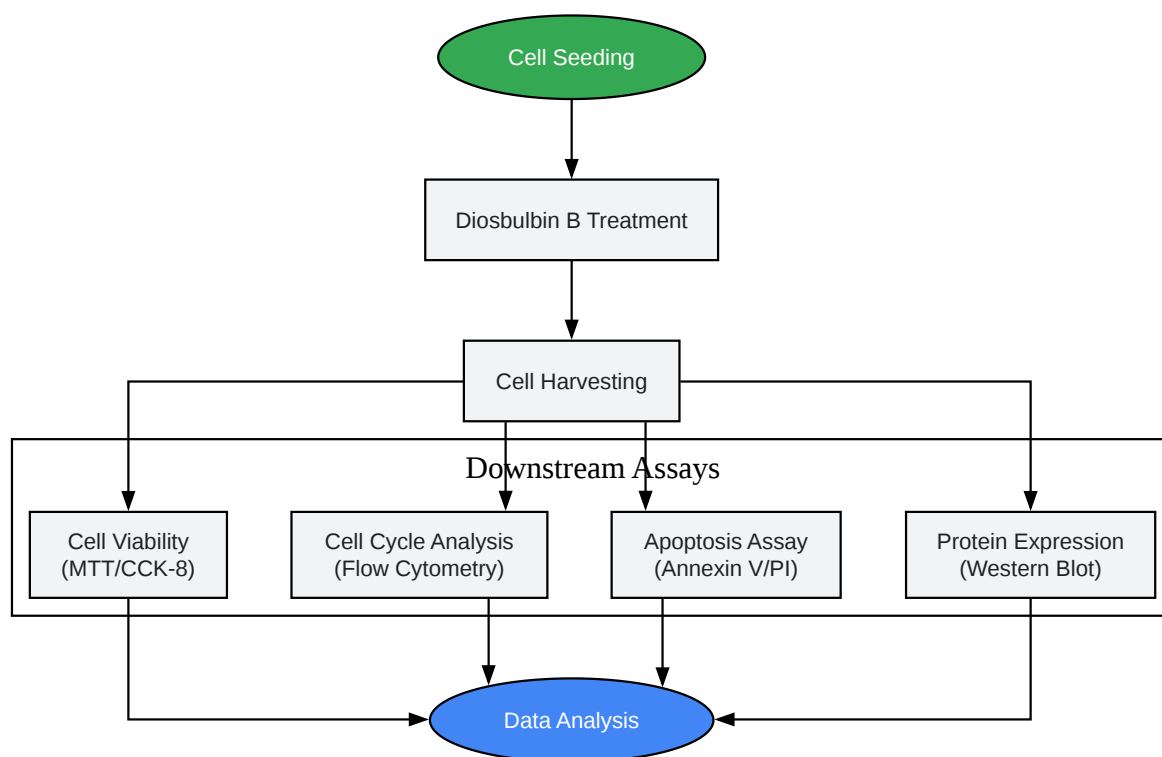 Cell Seeding
Diosbulbin B Treatment
Cell Harvesting
Downstream Assays
Cell Viability
(MTT/CCK-8)
Cell Cycle Analysis
(Flow Cytometry)
Apoptosis Assay
(Annexin V/PI)
Protein Expression
(Western Blot)
Data Analysis